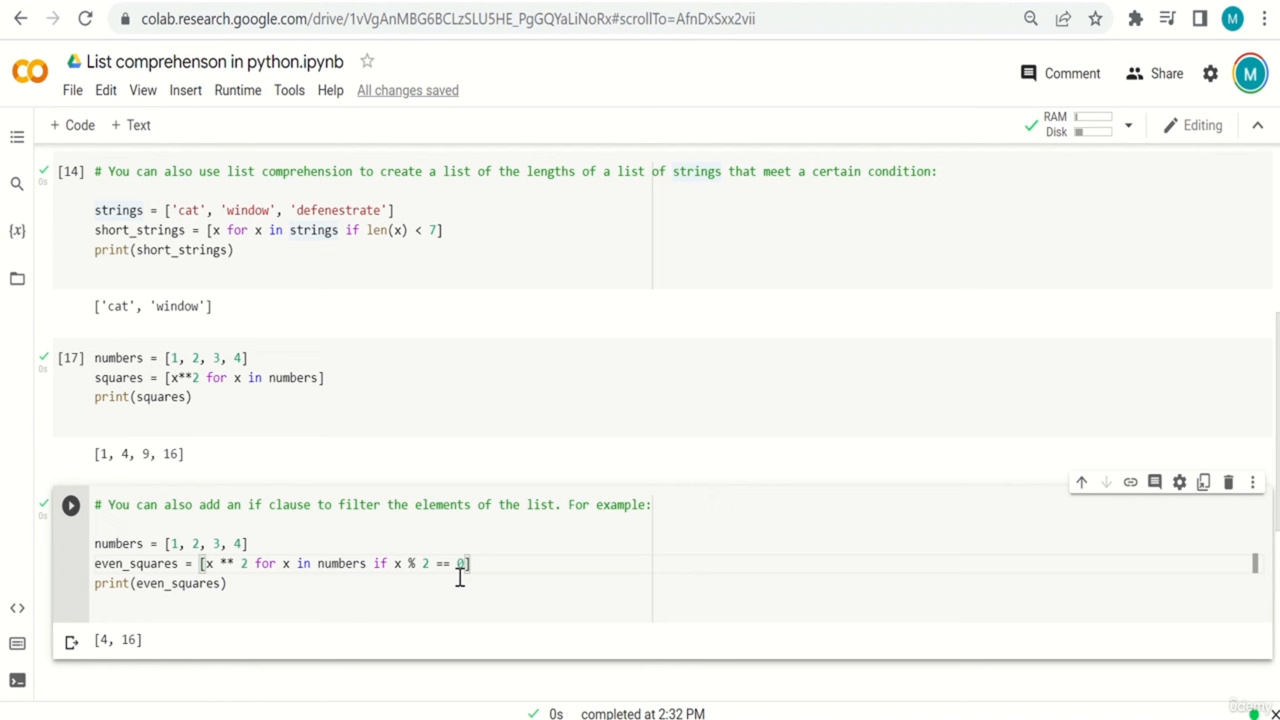 colab.research.google.com/drive/1vVgAnMBG6BCLzSLU5HE_PgGQYaLiNoRx#scrollTo=AfnDxSxx2vii
M
List comprehenson in python.ipynb
Comment
Share
M
File Edit View Insert Runtime Tools Help All changes saved
+ Code + Text
RAM
Disk
Editing
[14] # You can also use list comprehension to create a list of the lengths of a list of strings that meet a certain condition:
0s
strings = ['cat', 'window', 'defenestrate']
short_strings = [x for x in strings if len(x) < 7]
print(short_strings)
['cat', 'window']
[17] numbers = [1, 2, 3, 4]
0s
squares = [x**2 for x in numbers]
print(squares)
[1, 4, 9, 16]
# You can also add an if clause to filter the elements of the list. For example:
0s
numbers = [1, 2, 3, 4]
even_squares = [x ** 2 for x in numbers if x % 2 == 0]
print(even_squares)
[4, 16]
0s completed at 2:32 PM
udemy